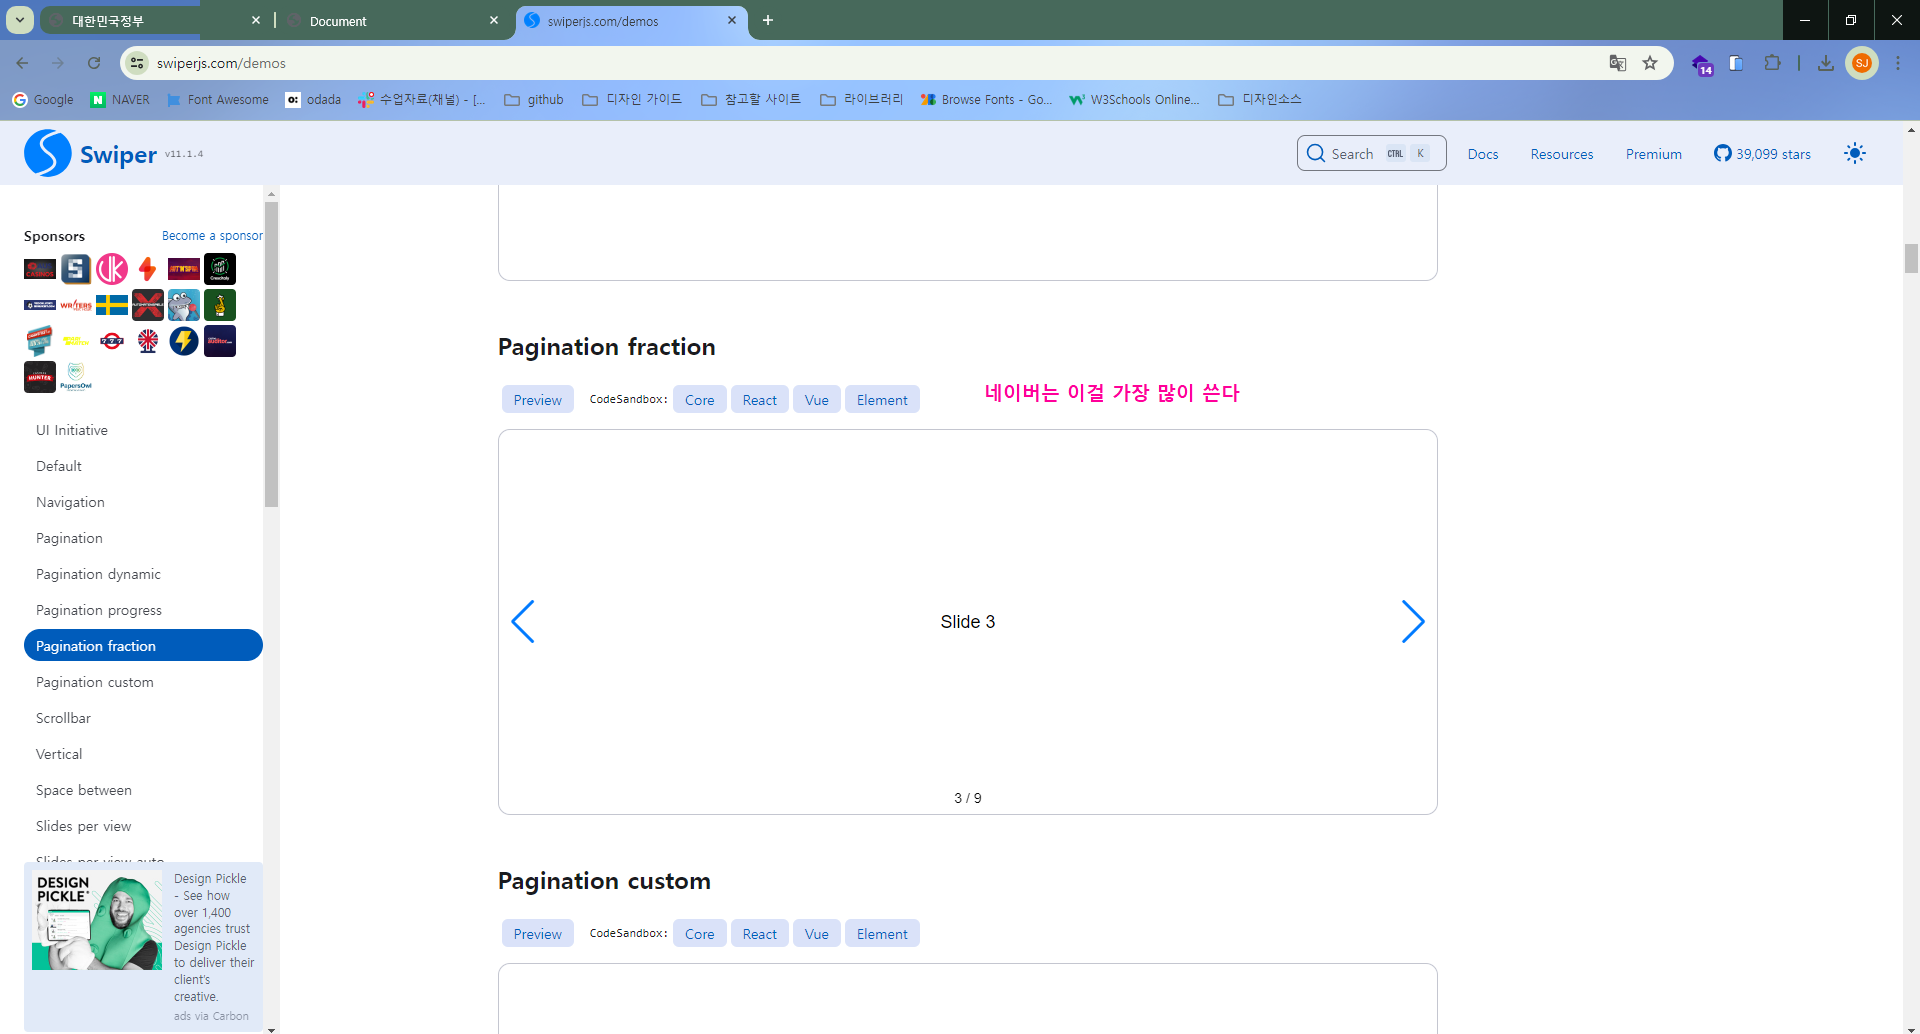 대한민국정부
Document
swiperjs.com/demos
swiperjs.com/demos
14
SJ
Google
NAVER
Font Awesome
odada
수업자료(채널) - [...
github
디자인 가이드
참고할 사이트
라이브러리
Browse Fonts - Go...
W3Schools Online...
디자인소스
Swiper v11.1.4
Search CTRL K
Docs
Resources
Premium
39,099 stars
Sponsors
Become a sponsor
UI Initiative
Default
Navigation
Pagination
Pagination dynamic
Pagination progress
Pagination fraction
Pagination custom
Scrollbar
Vertical
Space between
Slides per view
Slides per view auto
DESIGN
PICKLE
Design Pickle
- See how
over 1,400
agencies trust
Design Pickle
to deliver their
client's
creative.
ads via Carbon
Pagination fraction
Preview CodeSandbox: Core React Vue Element
네이버는 이걸 가장 많이 쓴다
Slide 3
3 / 9
Pagination custom
Preview CodeSandbox: Core React Vue Element